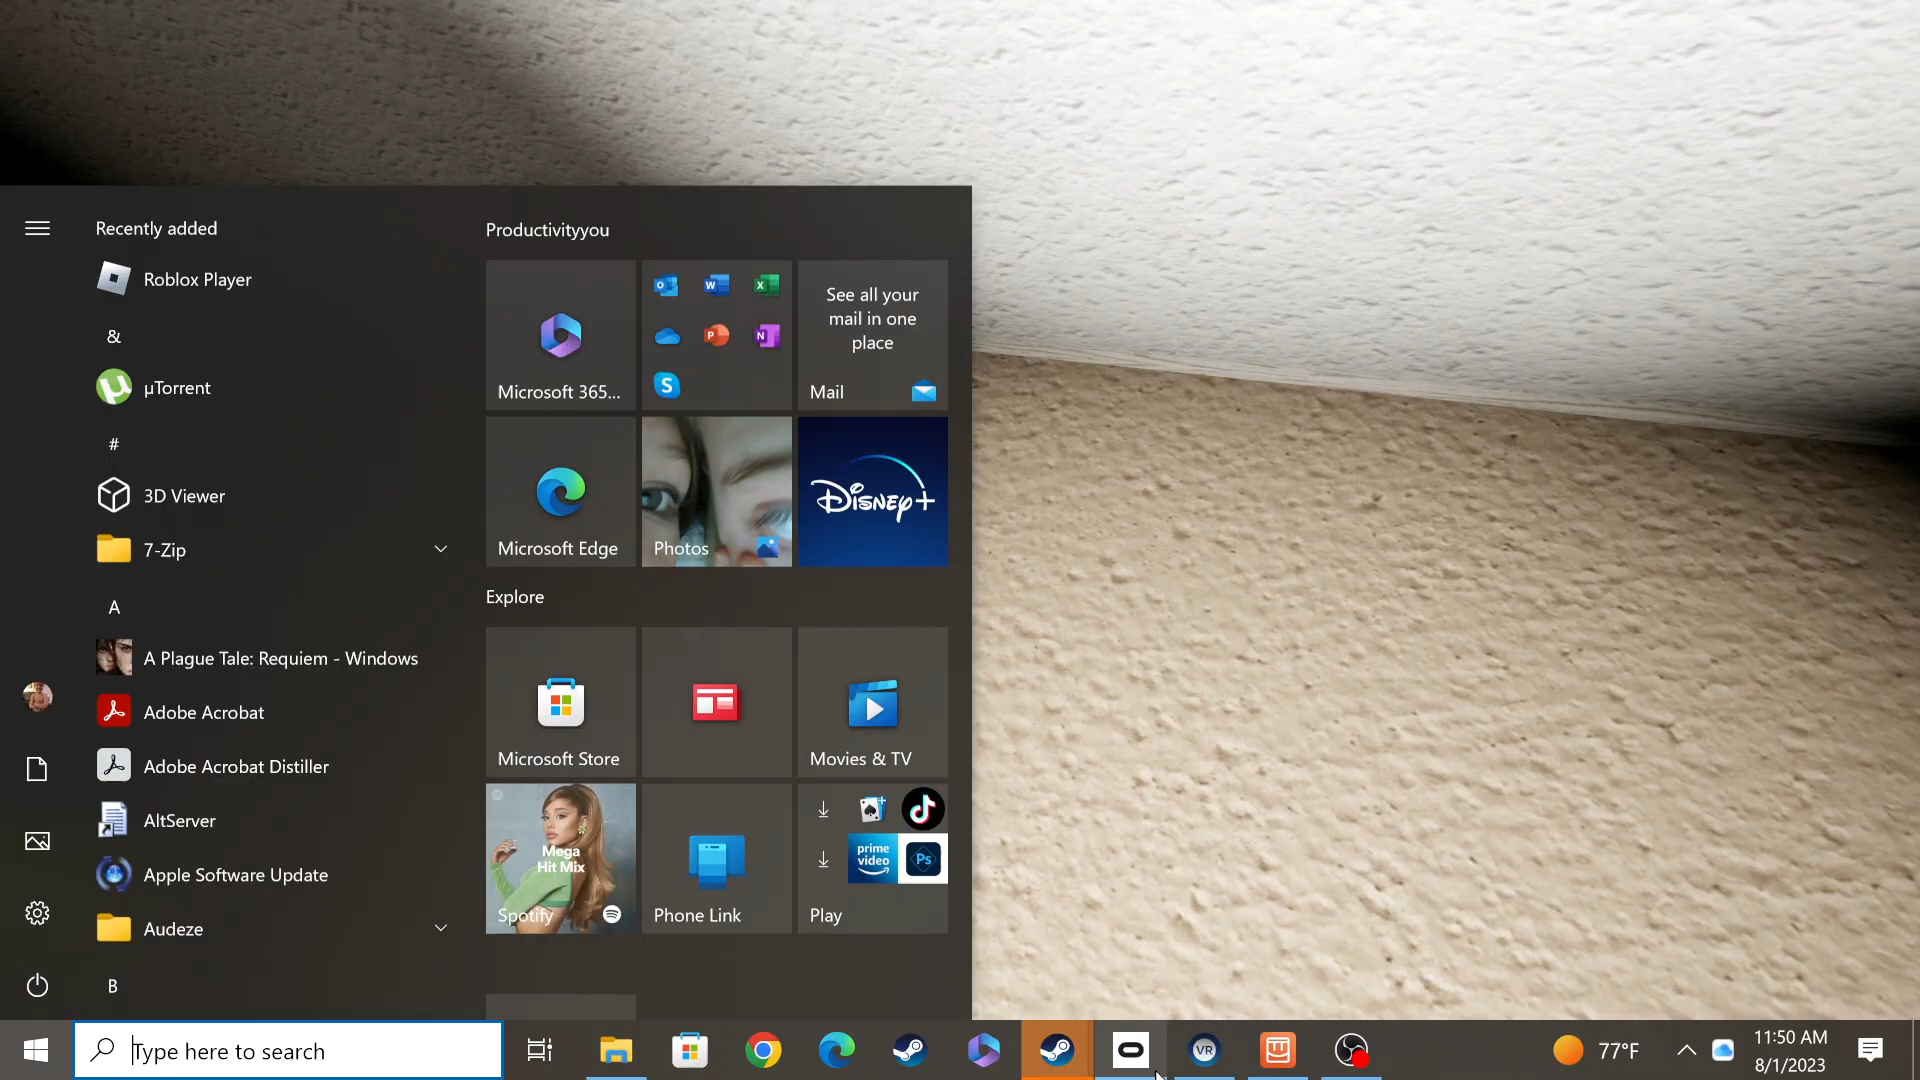 Recently added
Roblox Player
&
µTorrent
#
3D Viewer
7-Zip
A
A Plague Tale: Requiem - Windows
Adobe Acrobat
Adobe Acrobat Distiller
AltServer
Apple Software Update
Audeze
B
Productivityyou
Microsoft 365...
See all your
mail in one
place
Mail
Microsoft Edge
Photos
Disney+
Explore
Microsoft Store
Movies & TV
Mega
Hit Mix
Spotify
Phone Link
prime
video
Ps
Play
Type here to search
VR
77°F
11:50 AM
8/1/2023